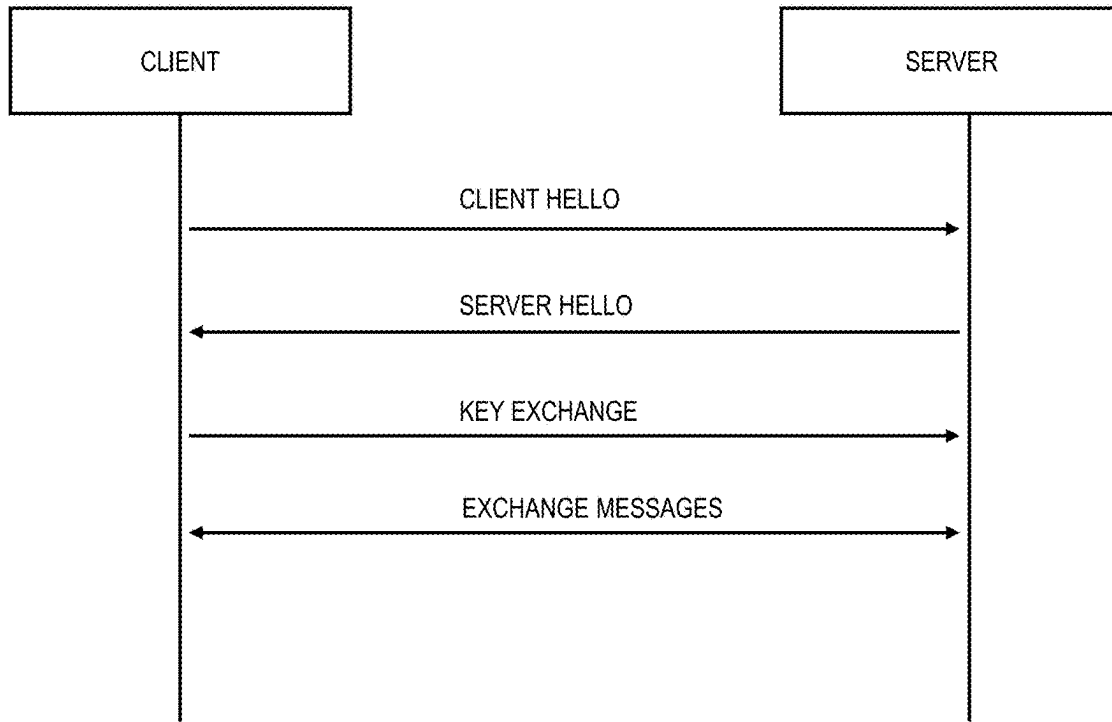 CLIENT
SERVER
CLIENT HELLO
SERVER HELLO
KEY EXCHANGE
EXCHANGE MESSAGES